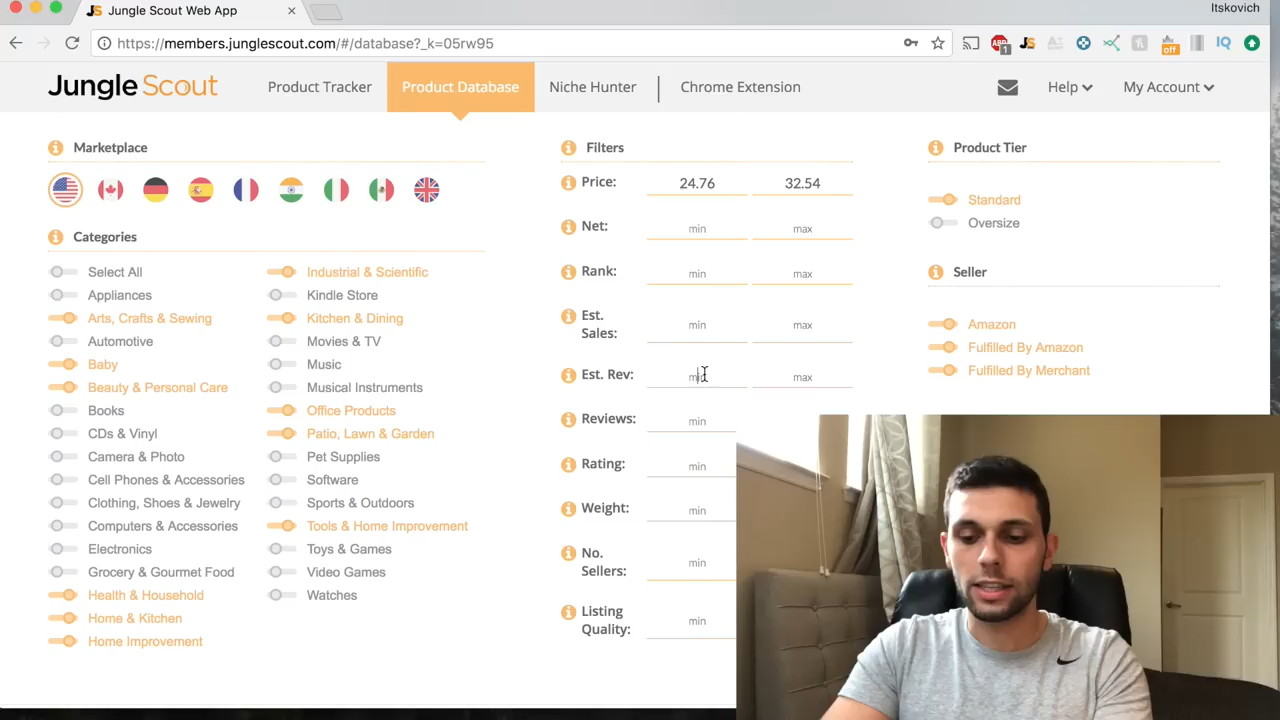 Jungle Scout Web App
Itskovich
https://members.junglescout.com/#/database?_k=05rw95
ABP
1
JS
off
IQ
Jungle Scout
Product Tracker
Product Database
Niche Hunter
Chrome Extension
Help
My Account
Marketplace
Categories
Select All
Appliances
Arts, Crafts & Sewing
Automotive
Baby
Beauty & Personal Care
Books
CDs & Vinyl
Camera & Photo
Cell Phones & Accessories
Clothing, Shoes & Jewelry
Computers & Accessories
Electronics
Grocery & Gourmet Food
Health & Household
Home & Kitchen
Home Improvement
Industrial & Scientific
Kindle Store
Kitchen & Dining
Movies & TV
Music
Musical Instruments
Office Products
Patio, Lawn & Garden
Pet Supplies
Software
Sports & Outdoors
Tools & Home Improvement
Toys & Games
Video Games
Watches
Filters
Price: 24.76 32.54
Net: min max
Rank: min max
Est.
Sales: min max
Est. Rev: min max
Reviews: min
Rating: min
Weight: min
No.
Sellers: min
Listing
Quality: min
Product Tier
Standard
Oversize
Seller
Amazon
Fulfilled By Amazon
Fulfilled By Merchant